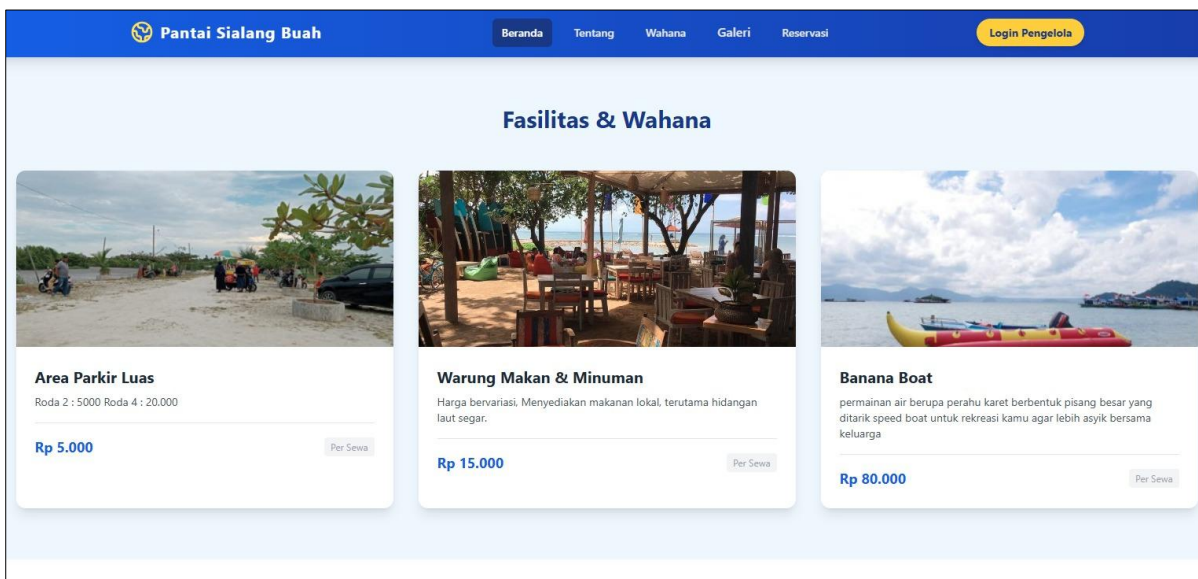 Pantai Sialang Buah
Beranda
Tentang
Wahana
Galeri
Reservasi
Login Pengelola
Fasilitas & Wahana
Area Parkir Luas
Roda 2 : 5000 Roda 4 : 20.000
Rp 5.000
Per Sewa
Warung Makan & Minuman
Harga bervariasi, Menyediakan makanan lokal, terutama hidangan
laut segar.
Rp 15.000
Per Sewa
Banana Boat
permainan air berupa perahu karet berbentuk pisang besar yang
ditarik speed boat untuk rekreasi kamu agar lebih asyik bersama
keluarga
Rp 80.000
Per Sewa